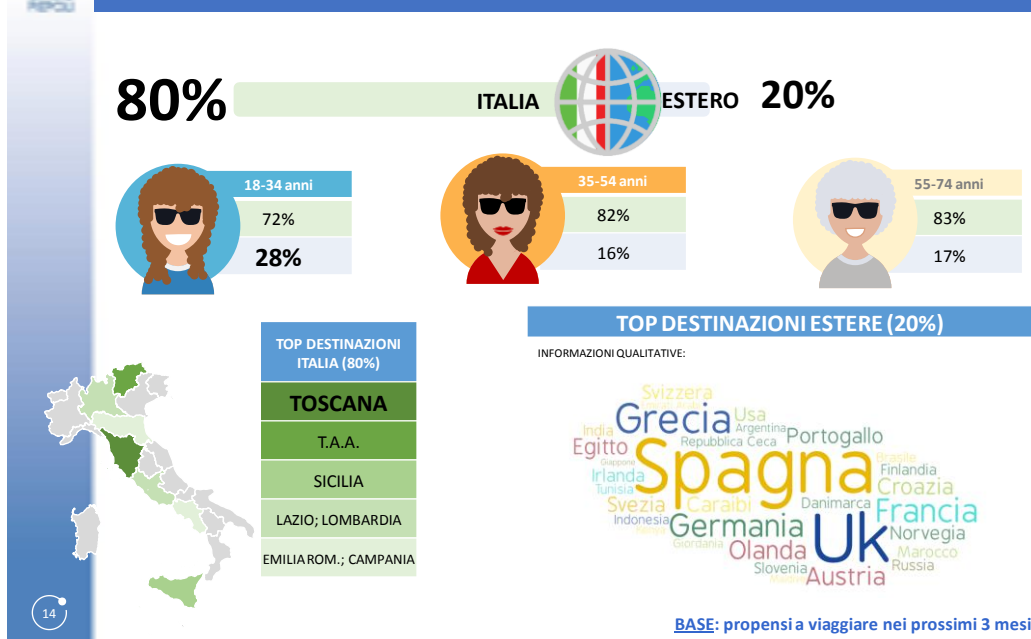 80%
ITALIA
ESTERO
20%
18-34 anni
72%
28%
35-54 anni
82%
16%
55-74 anni
83%
17%
TOP DESTINAZIONI
ITALIA (80%)
TOSCANA
T.A.A.
SICILIA
LAZIO; LOMBARDIA
EMILIA ROM.; CAMPANIA
TOP DESTINAZIONI ESTERE (20%)
INFORMAZIONI QUALITATIVE:
Svizzera
Grecia
Usa
India
Argentina
Egitto
Repubblica Ceca
Portogallo
Giappone
Spagna
Brasile
Irlanda
Finlandia
Tunisia
Croazia
Svezia
Caraibi
Danimarca
Francia
Indonesia
Germania
Uk
Norvegia
Giordania
Olanda
Marocco
Slovenia
Russia
Austria
14
BASE: propensi a viaggiare nei prossimi 3 mesi